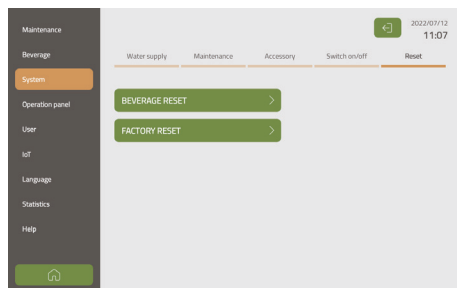 Maintenance
Beverage
System
Operation panel
User
IoT
Language
Statistics
Help
2022/07/12
11:07
Water supply
Maintenance
Accessory
Switch on/off
Reset
BEVERAGE RESET
FACTORY RESET